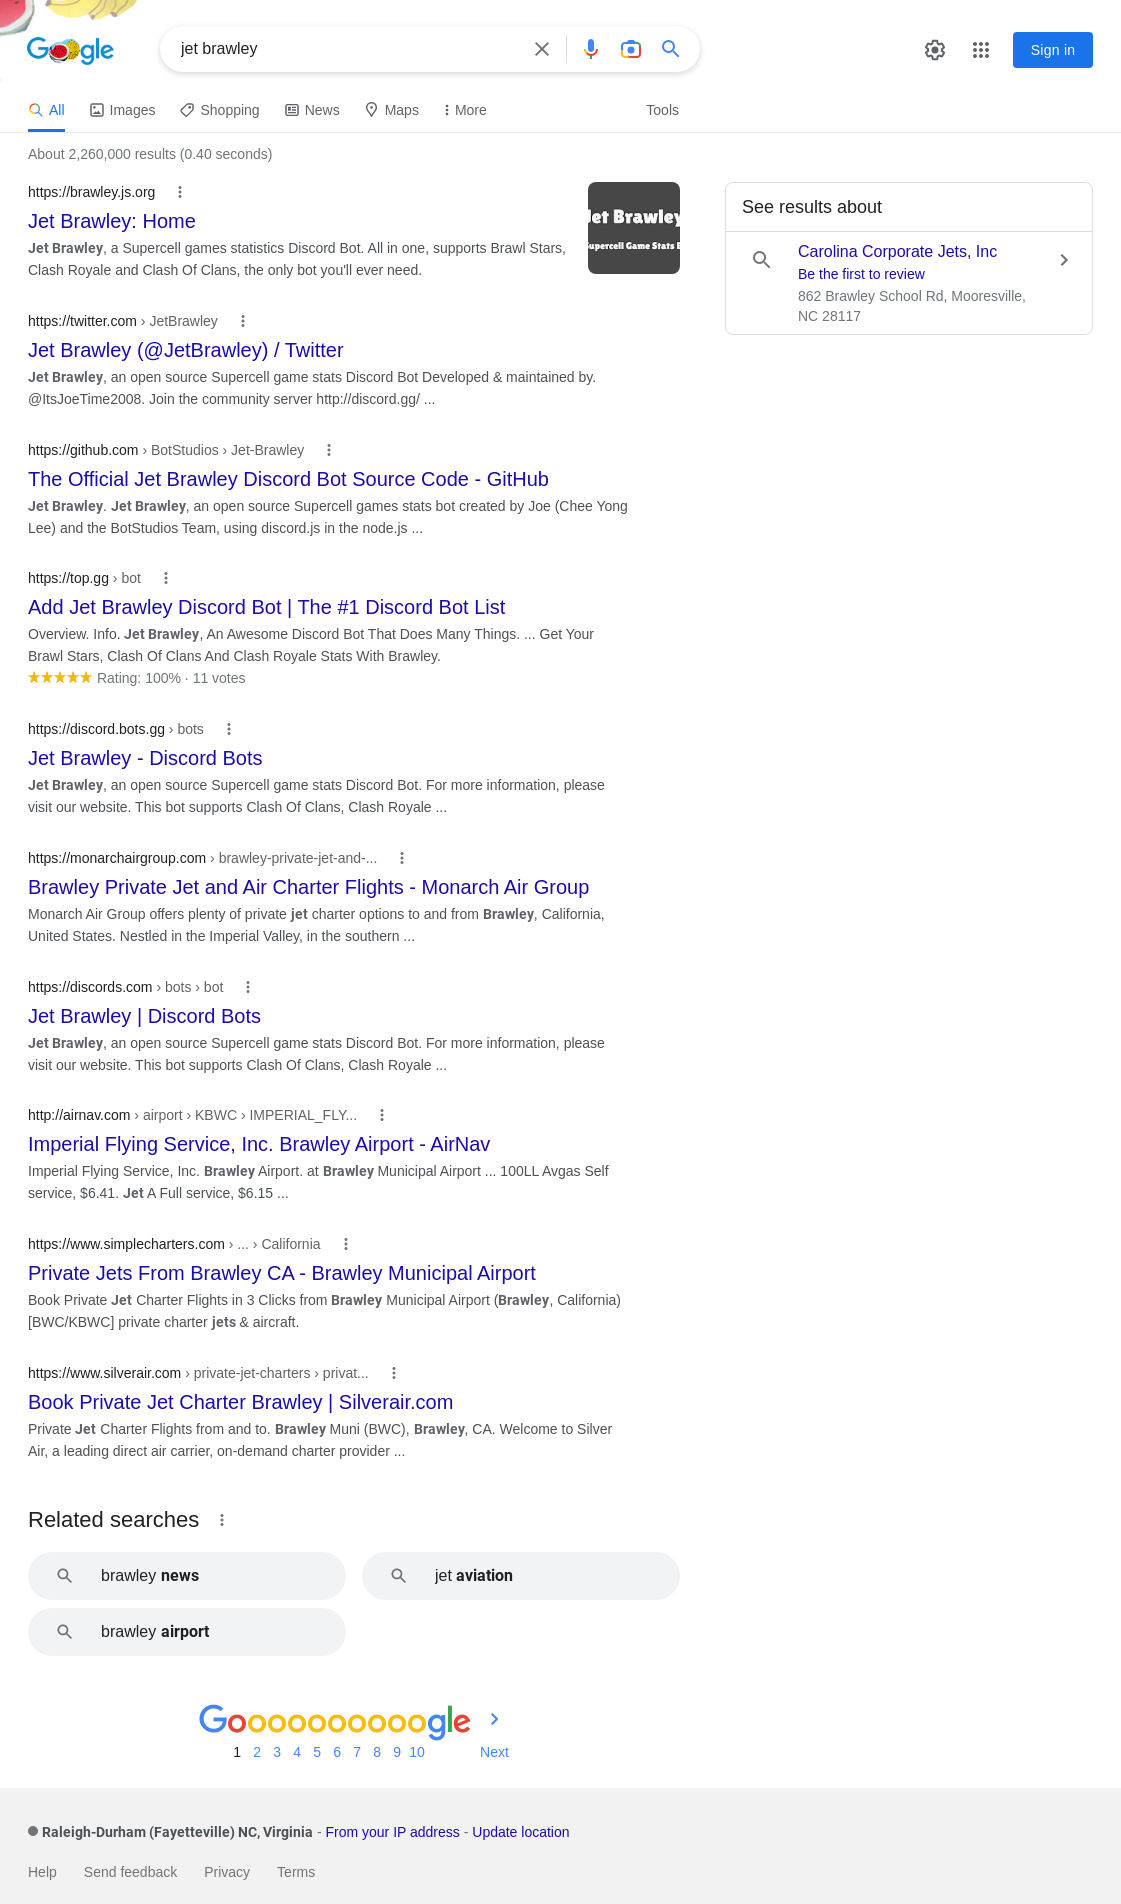 Google
jet brawley
Sign in
All
Images
Shopping
News
Maps
More
Tools
About 2,260,000 results (0.40 seconds)
https://brawley.js.org
Jet Brawley: Home
Jet Brawley, a Supercell games statistics Discord Bot. All in one, supports Brawl Stars,
Clash Royale and Clash Of Clans, the only bot you'll ever need.
Jet Brawley
Supercell Game Stats B
See results about
Carolina Corporate Jets, Inc
Be the first to review
862 Brawley School Rd, Mooresville,
NC 28117
https://twitter.com › JetBrawley
Jet Brawley (@JetBrawley) / Twitter
Jet Brawley, an open source Supercell game stats Discord Bot Developed & maintained by.
@ItsJoeTime2008. Join the community server http://discord.gg/ ...
https://github.com › BotStudios › Jet-Brawley
The Official Jet Brawley Discord Bot Source Code - GitHub
Jet Brawley. Jet Brawley, an open source Supercell games stats bot created by Joe (Chee Yong
Lee) and the BotStudios Team, using discord.js in the node.js ...
https://top.gg › bot
Add Jet Brawley Discord Bot | The #1 Discord Bot List
Overview. Info. Jet Brawley, An Awesome Discord Bot That Does Many Things. ... Get Your
Brawl Stars, Clash Of Clans And Clash Royale Stats With Brawley.
Rating: 100% · 11 votes
https://discord.bots.gg › bots
Jet Brawley - Discord Bots
Jet Brawley, an open source Supercell game stats Discord Bot. For more information, please
visit our website. This bot supports Clash Of Clans, Clash Royale ...
https://monarchairgroup.com › brawley-private-jet-and-...
Brawley Private Jet and Air Charter Flights - Monarch Air Group
Monarch Air Group offers plenty of private jet charter options to and from Brawley, California,
United States. Nestled in the Imperial Valley, in the southern ...
https://discords.com › bots › bot
Jet Brawley | Discord Bots
Jet Brawley, an open source Supercell game stats Discord Bot. For more information, please
visit our website. This bot supports Clash Of Clans, Clash Royale ...
http://airnav.com › airport › KBWC › IMPERIAL_FLY...
Imperial Flying Service, Inc. Brawley Airport - AirNav
Imperial Flying Service, Inc. Brawley Airport. at Brawley Municipal Airport ... 100LL Avgas Self
service, $6.41. Jet A Full service, $6.15 ...
https://www.simplecharters.com › ... › California
Private Jets From Brawley CA - Brawley Municipal Airport
Book Private Jet Charter Flights in 3 Clicks from Brawley Municipal Airport (Brawley, California)
[BWC/KBWC] private charter jets & aircraft.
https://www.silverair.com › private-jet-charters › privat...
Book Private Jet Charter Brawley | Silverair.com
Private Jet Charter Flights from and to. Brawley Muni (BWC), Brawley, CA. Welcome to Silver
Air, a leading direct air carrier, on-demand charter provider ...
Related searches
brawley news
jet aviation
brawley airport
Goooooooooogle
1 2 3 4 5 6 7 8 9 10 Next
Raleigh-Durham (Fayetteville) NC, Virginia - From your IP address - Update location
Help Send feedback Privacy Terms